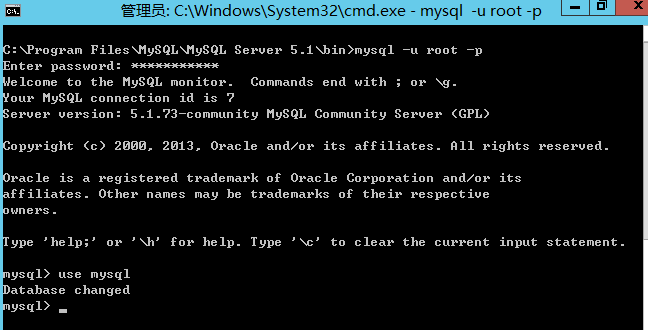 管理员: C:\Windows\System32\cmd.exe - mysql -u root -p
C:\Program Files\MySQL\MySQL Server 5.1\bin>mysql -u root -p
Enter password: ***********
Welcome to the MySQL monitor.  Commands end with ; or \g.
Your MySQL connection id is 7
Server version: 5.1.73-community MySQL Community Server (GPL)
Copyright (c) 2000, 2013, Oracle and/or its affiliates. All rights reserved.
Oracle is a registered trademark of Oracle Corporation and/or its
affiliates. Other names may be trademarks of their respective
owners.
Type 'help;' or '\h' for help. Type '\c' to clear the current input statement.
mysql> use mysql
Database changed
mysql> _